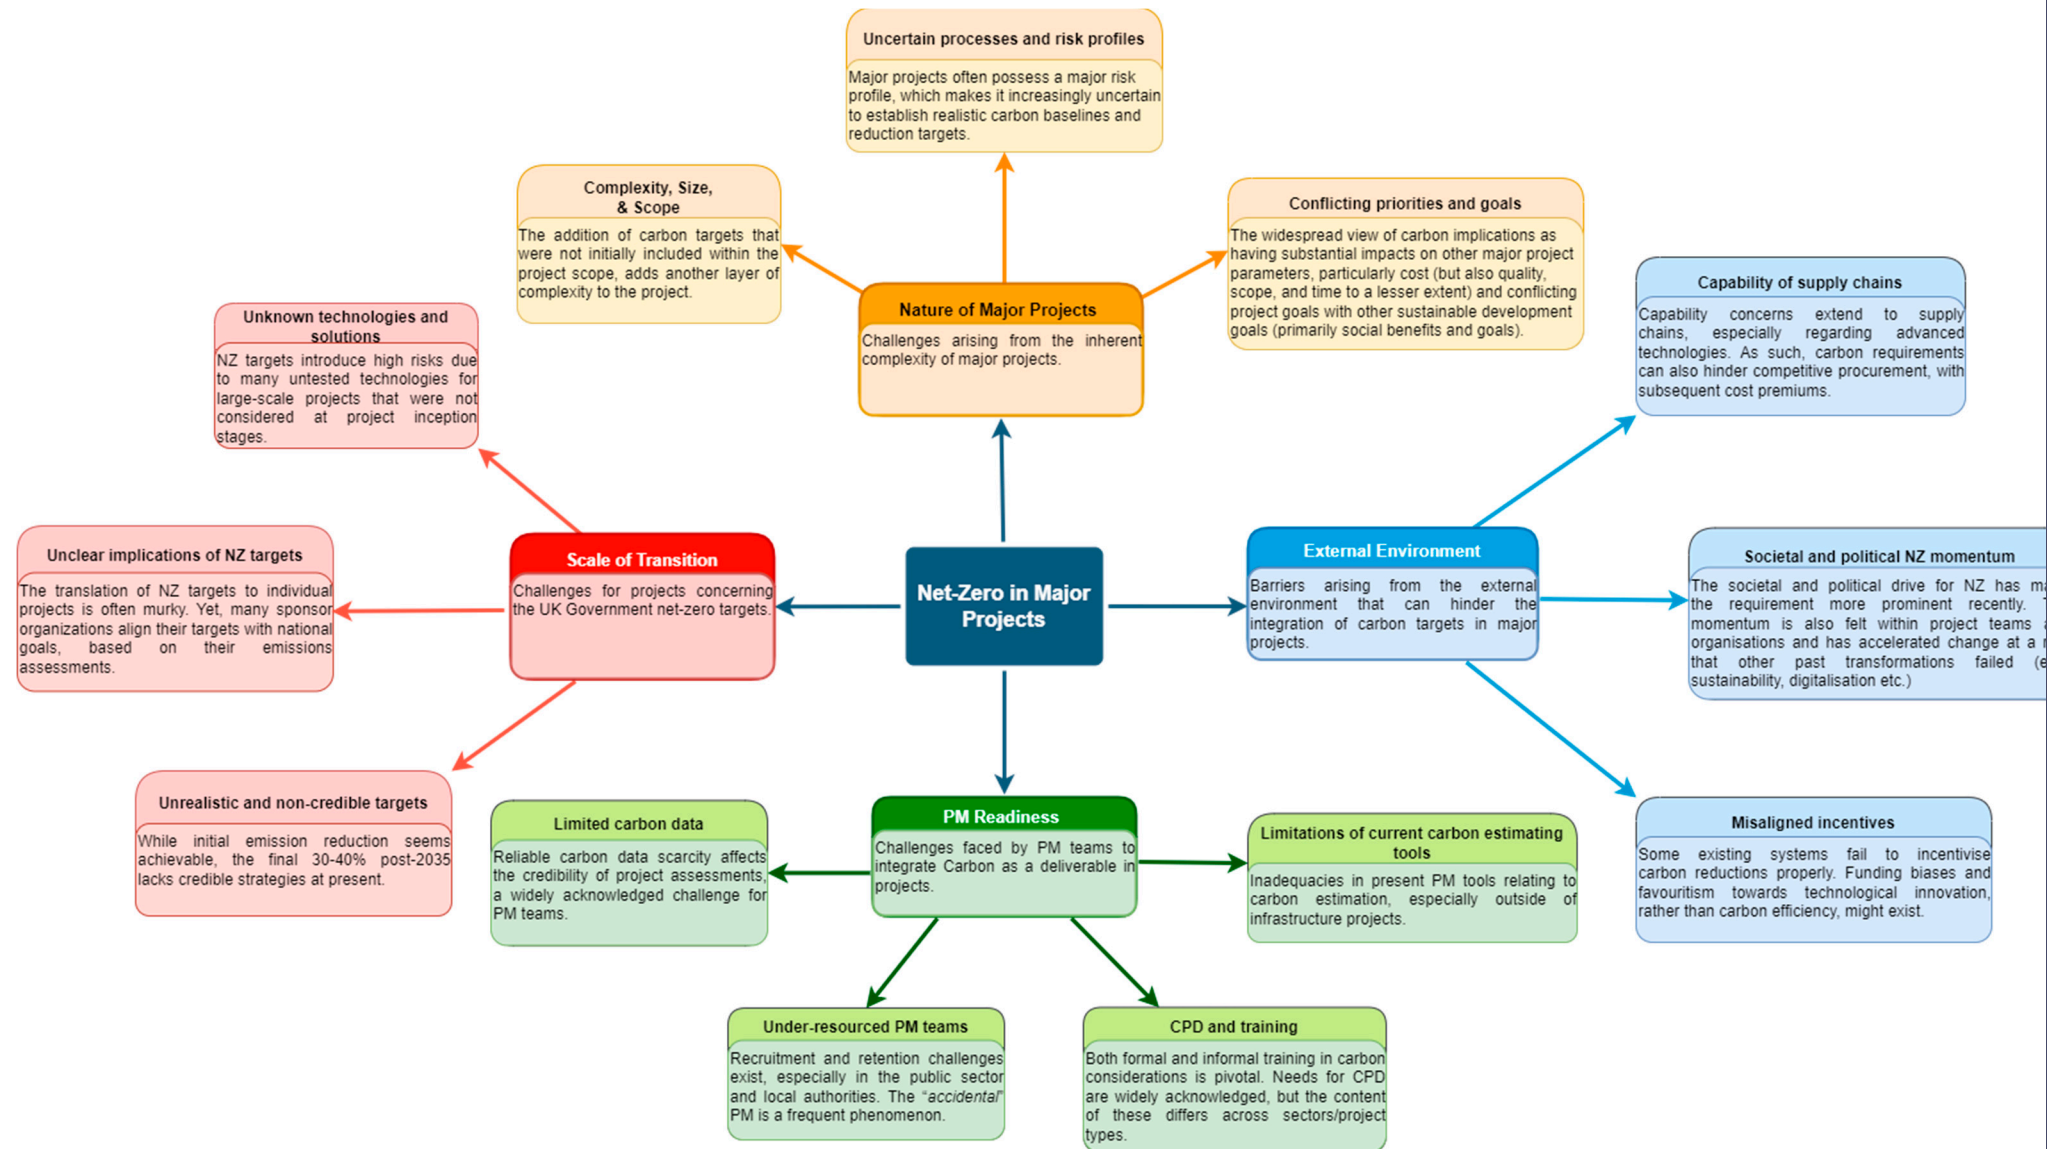 Uncertain processes and risk profiles
Major projects often possess a major risk
profile, which makes it increasingly uncertain
to establish realistic carbon baselines and
reduction targets.
Complexity, Size,
& Scope
The addition of carbon targets that
were not initially included within the
project scope, adds another layer of
complexity to the project.
Conflicting priorities and goals
The widespread view of carbon implications as
having substantial impacts on other major project
parameters, particularly cost (but also quality,
scope, and time to a lesser extent) and conflicting
project goals with other sustainable development
goals (primarily social benefits and goals).
Nature of Major Projects
Challenges arising from the inherent
complexity of major projects.
Capability of supply chains
Capability concerns extend to supply
chains, especially regarding advanced
technologies. As such, carbon requirements
can also hinder competitive procurement, with
subsequent cost premiums.
Unknown technologies and
solutions
NZ targets introduce high risks due
to many untested technologies for
large-scale projects that were not
considered at project inception
stages.
Unclear implications of NZ targets
The translation of NZ targets to individual
projects is often murky. Yet, many sponsor
organizations align their targets with national
goals, based on their emissions
assessments.
Scale of Transition
Challenges for projects concerning
the UK Government net-zero targets.
Net-Zero in Major
Projects
External Environment
Barriers arising from the external
environment that can hinder the
integration of carbon targets in major
projects.
Societal and political NZ momentum
The societal and political drive for NZ has
the requirement more prominent recently.
momentum is also felt within project teams
organisations and has accelerated change at a
that other past transformations failed
sustainability, digitalisation etc.)
Unrealistic and non-credible targets
While initial emission reduction seems
achievable, the final 30-40% post-2035
lacks credible strategies at present.
Limited carbon data
Reliable carbon data scarcity affects
the credibility of project assessments,
a widely acknowledged challenge for
PM teams.
PM Readiness
Challenges faced by PM teams to
integrate Carbon as a deliverable in
projects.
Limitations of current carbon estimating
tools
Inadequacies in present PM tools relating to
carbon estimation, especially outside of
infrastructure projects.
Misaligned incentives
Some existing systems fail to incentivise
carbon reductions properly. Funding biases and
favouritism towards technological innovation,
rather than carbon efficiency, might exist.
Under-resourced PM teams
Recruitment and retention challenges
exist, especially in the public sector
and local authorities. The “accidental”
PM is a frequent phenomenon.
CPD and training
Both formal and informal training in carbon
considerations is pivotal. Needs for CPD
are widely acknowledged, but the content
of these differs across sectors/project
types.